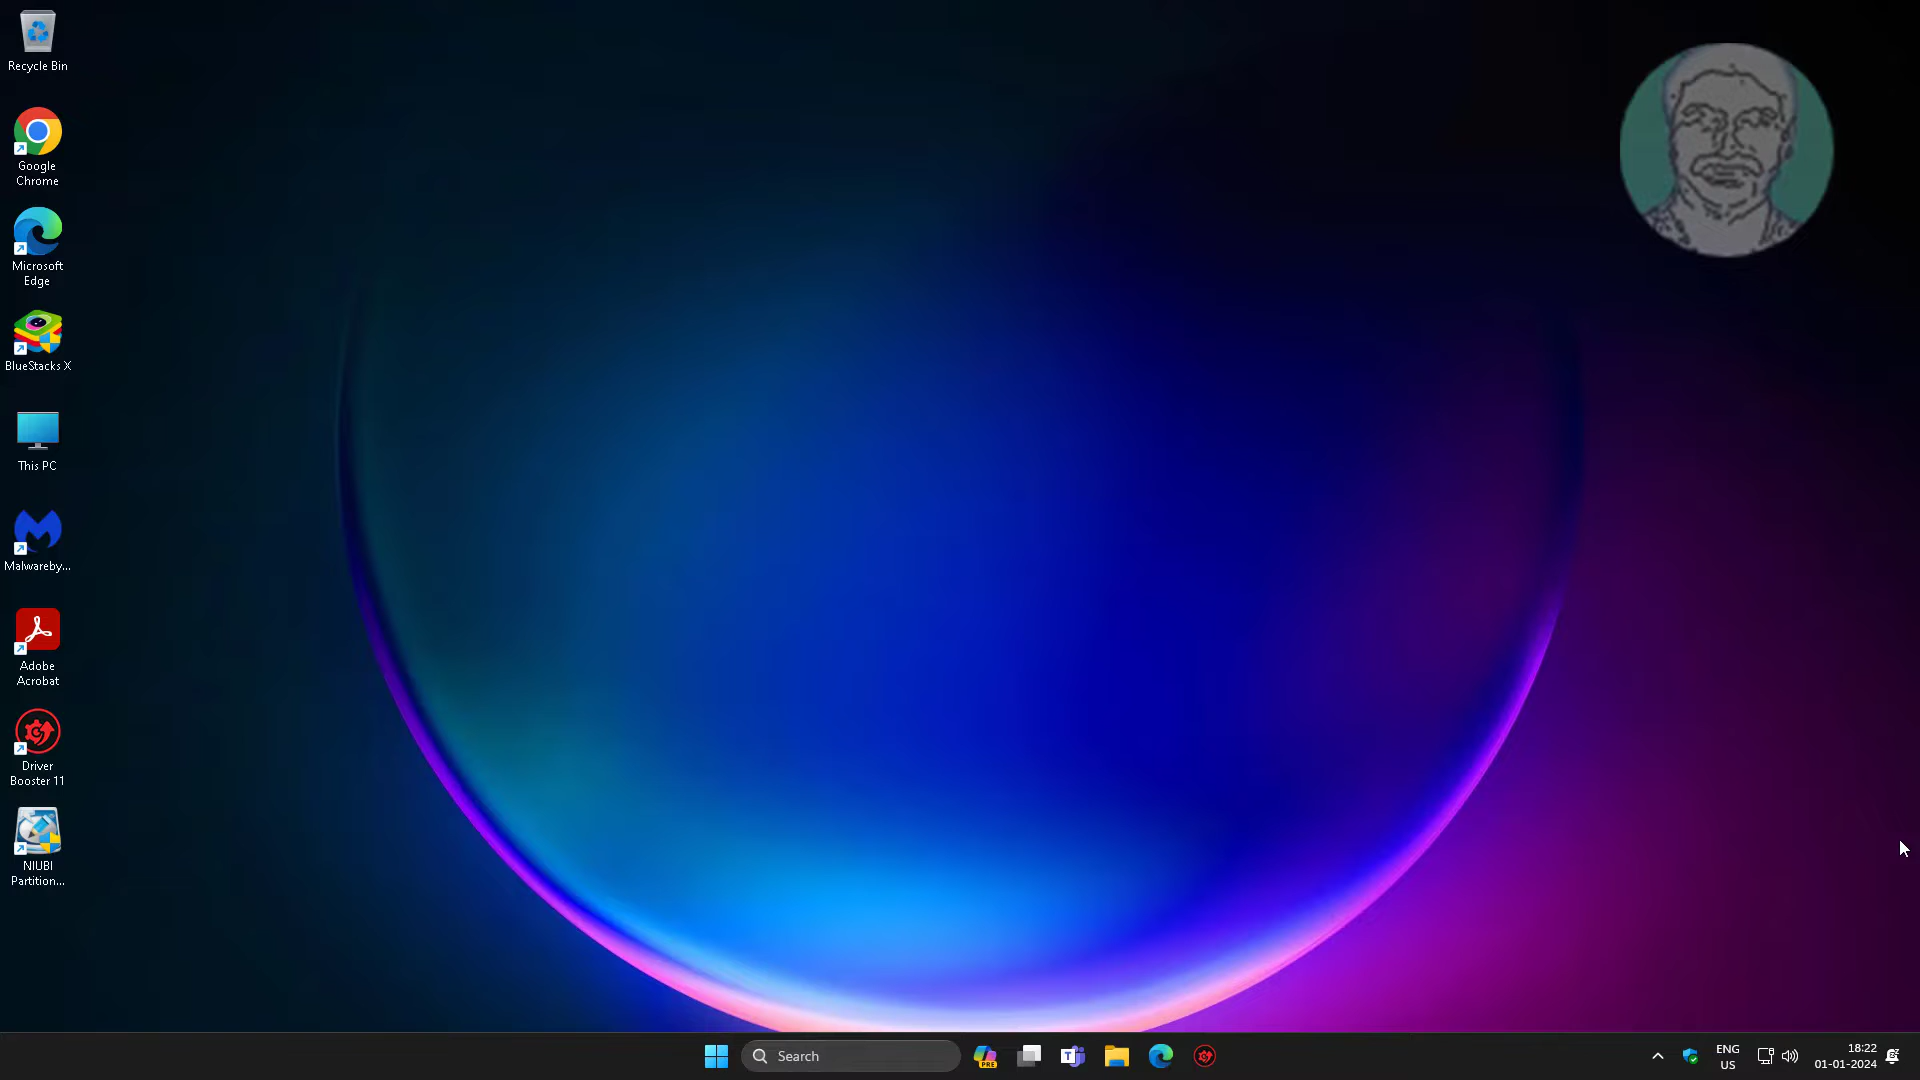 Recycle Bin
Google
Chrome
Microsoft
Edge
BlueStacks X
This PC
Malwareby...
Adobe
Acrobat
Driver
Booster 11
NIUBI
Partition...
Search
PRE
T
ENG
US
18:22
01-01-2024